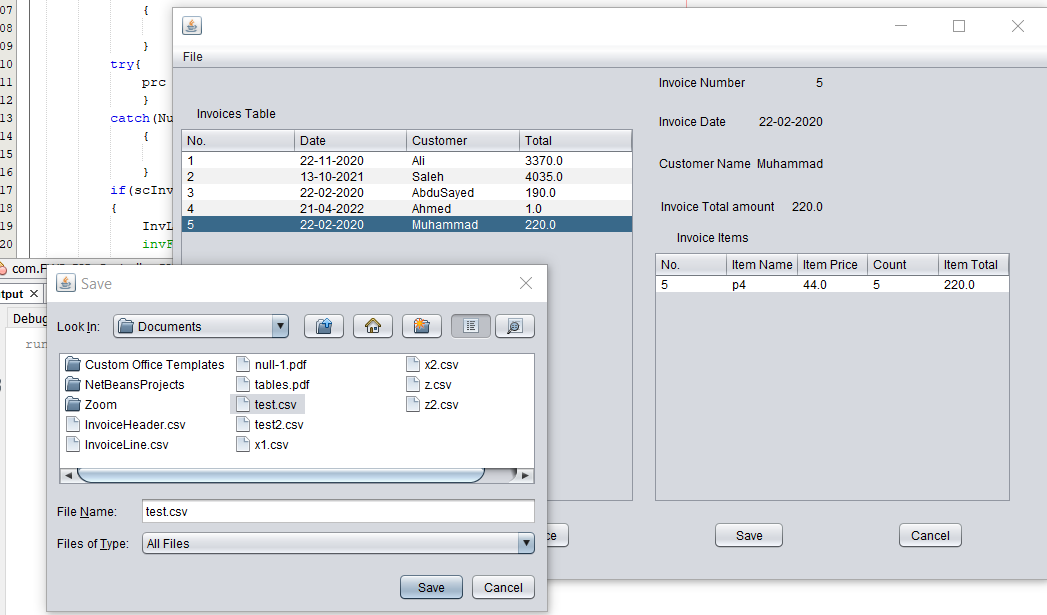 07 {
08
09 }
10 try{
11 prc
12 }
13 catch(Nu
14 {
15
16 }
17 if(scInv
18 {
19 InvL
20 invF
File
Invoices Table
No. Date Customer Total
1 22-11-2020 Ali 3370.0
2 13-10-2021 Saleh 4035.0
3 22-02-2020 AbduSayed 190.0
4 21-04-2022 Ahmed 1.0
5 22-02-2020 Muhammad 220.0
Invoice Number 5
Invoice Date 22-02-2020
Customer Name Muhammad
Invoice Total amount 220.0
Invoice Items
No. Item Name Item Price Count Item Total
5 p4 44.0 5 220.0
ce Save Cancel
tput
Debug
run
Save
Look In: Documents
Custom Office Templates null-1.pdf x2.csv
NetBeansProjects tables.pdf z.csv
Zoom test.csv z2.csv
InvoiceHeader.csv test2.csv
InvoiceLine.csv x1.csv
File Name: test.csv
Files of Type: All Files
Save Cancel